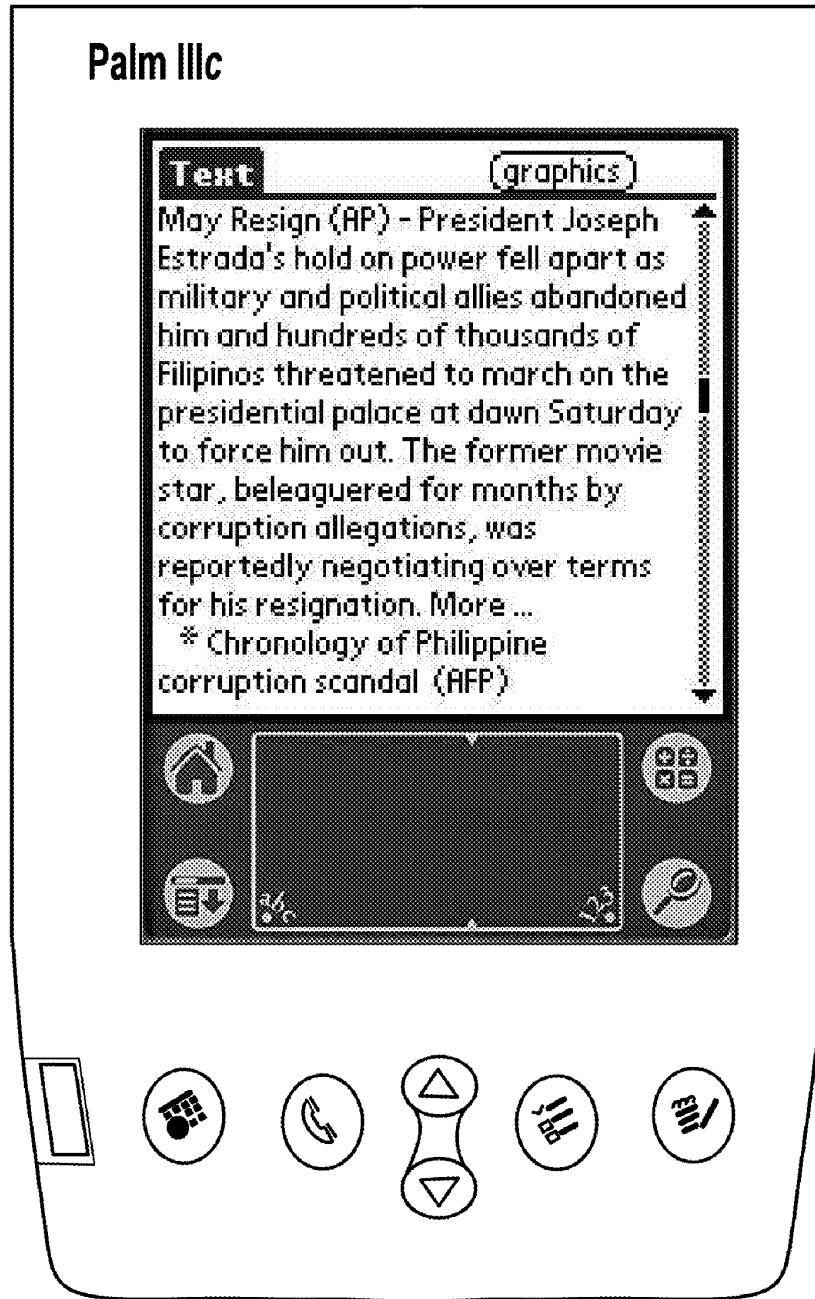 Palm IIIc
Text
graphics
May Resign (AP) - President Joseph
Estrada's hold on power fell apart as
military and political allies abandoned
him and hundreds of thousands of
Filipinos threatened to march on the
presidential palace at dawn Saturday
to force him out. The former movie
star, beleaguered for months by
corruption allegations, was
reportedly negotiating over terms
for his resignation. More ...
* Chronology of Philippine
corruption scandal (AFP)
abc
123